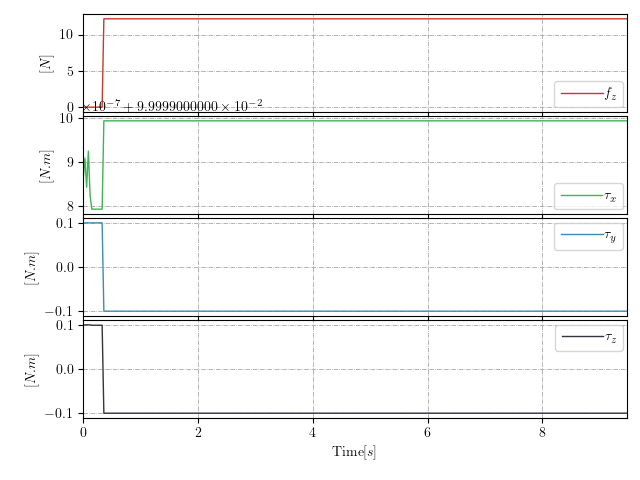 10
5
0
[N]
f_z
×10^−7 + 9.9999000000 × 10^−2
10
9
8
[N.m]
τ_x
0.1
0.0
−0.1
[N.m]
τ_y
0.1
0.0
−0.1
[N.m]
τ_z
0 2 4 6 8
Time[s]